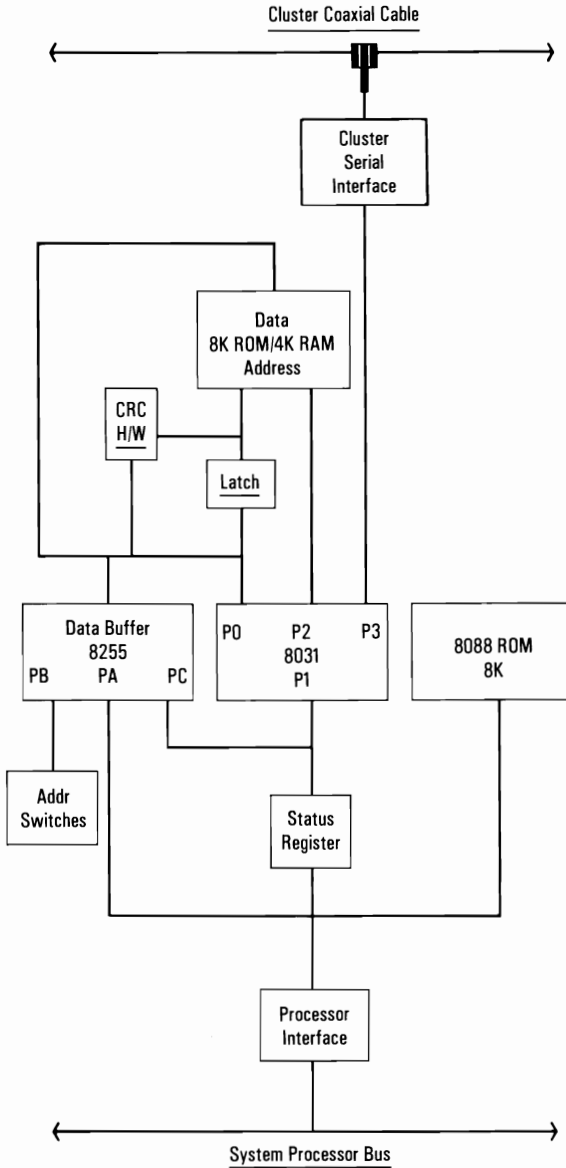 Cluster Coaxial Cable
Cluster
Serial
Interface
Data
8K ROM/4K RAM
Address
CRC
H/W
Latch
Data Buffer
8255
PB PA PC
P0 P2 P3
8031
P1
8088 ROM
8K
Addr
Switches
Status
Register
Processor
Interface
System Processor Bus